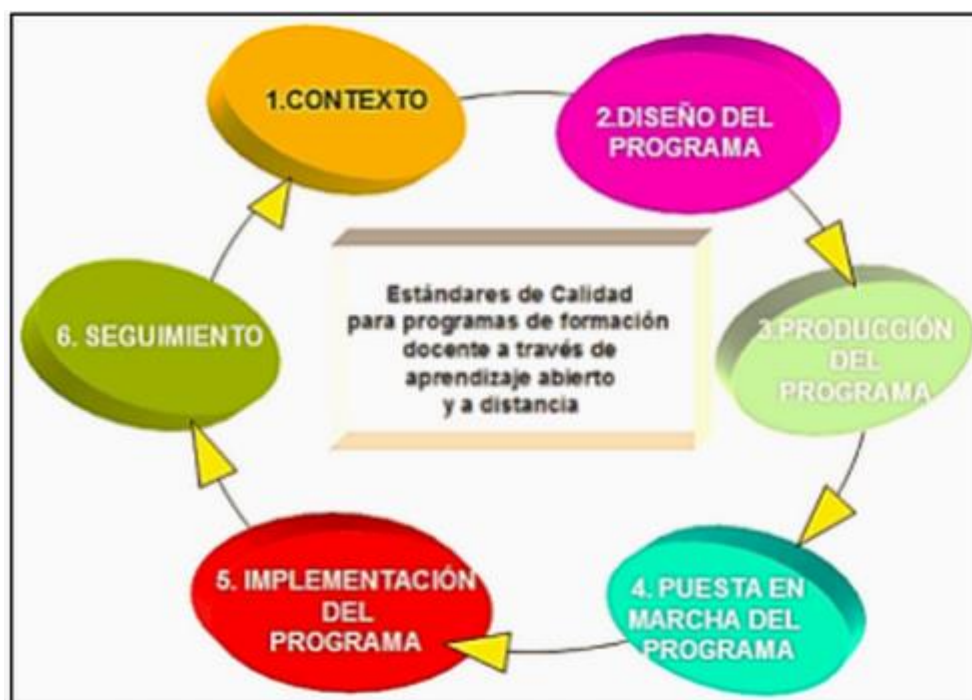 1.CONTEXTO
2.DISEÑO DEL
PROGRAMA
3.PRODUCCIÓN
DEL
PROGRAMA
4. PUESTA EN
MARCHA DEL
PROGRAMA
5. IMPLEMENTACIÓN
DEL
PROGRAMA
6. SEGUIMIENTO
Estándares de Calidad
para programas de formación
docente a través de
aprendizaje abierto
y a distancia